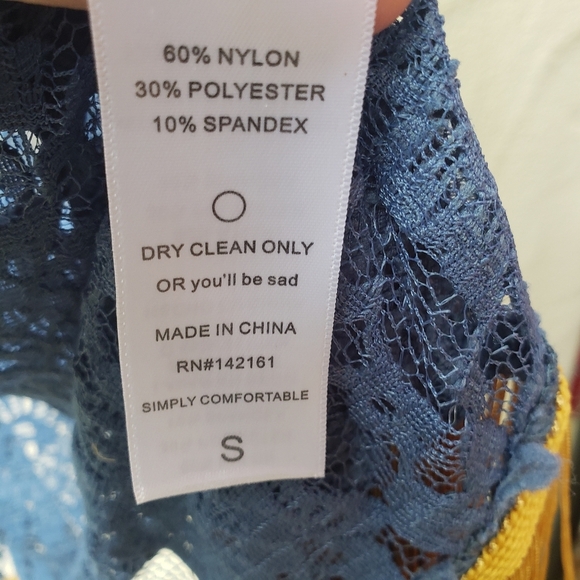 60% NYLON
30% POLYESTER
10% SPANDEX
DRY CLEAN ONLY
OR you'll be sad
MADE IN CHINA
RN#142161
SIMPLY COMFORTABLE
S